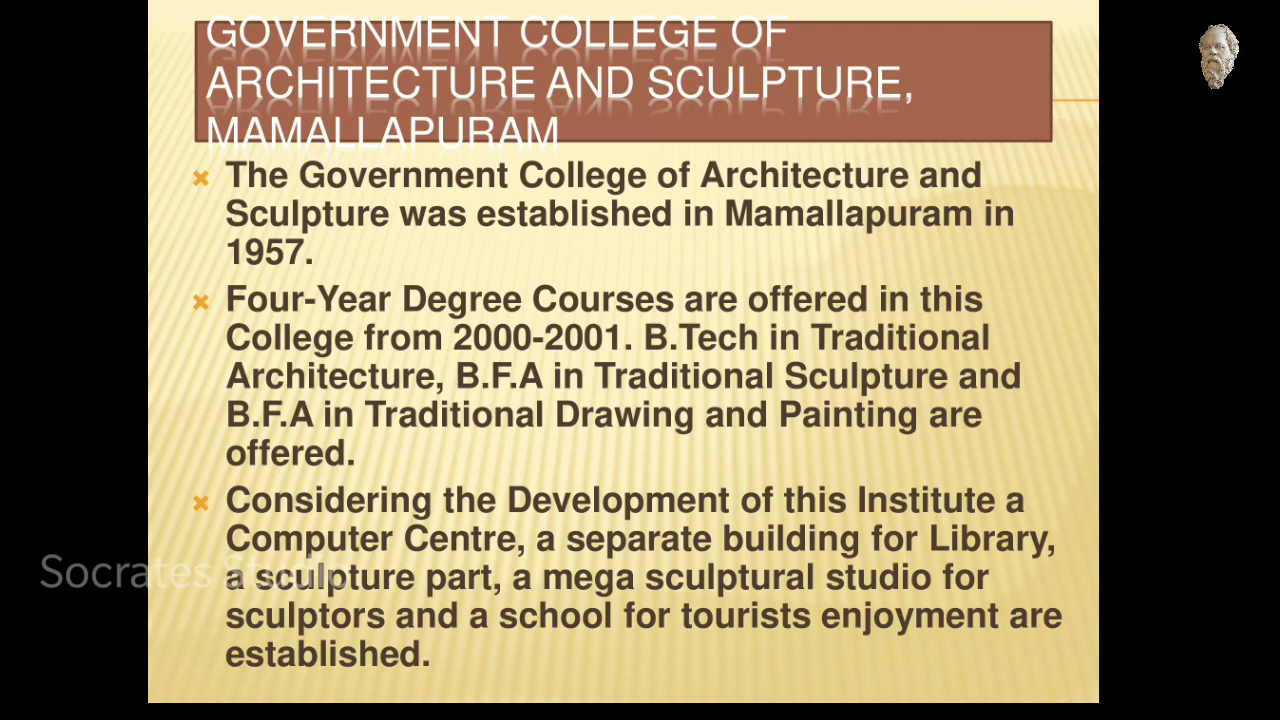 GOVERNMENT COLLEGE OF
ARCHITECTURE AND SCULPTURE,
MAMALLAPURAM
The Government College of Architecture and
Sculpture was established in Mamallapuram in
1957.
Four-Year Degree Courses are offered in this
College from 2000-2001. B.Tech in Traditional
Architecture, B.F.A in Traditional Sculpture and
B.F.A in Traditional Drawing and Painting are
offered.
Considering the Development of this Institute a
Computer Centre, a separate building for Library,
a sculpture part, a mega sculptural studio for
sculptors and a school for tourists enjoyment are
established.
Socrates Studio